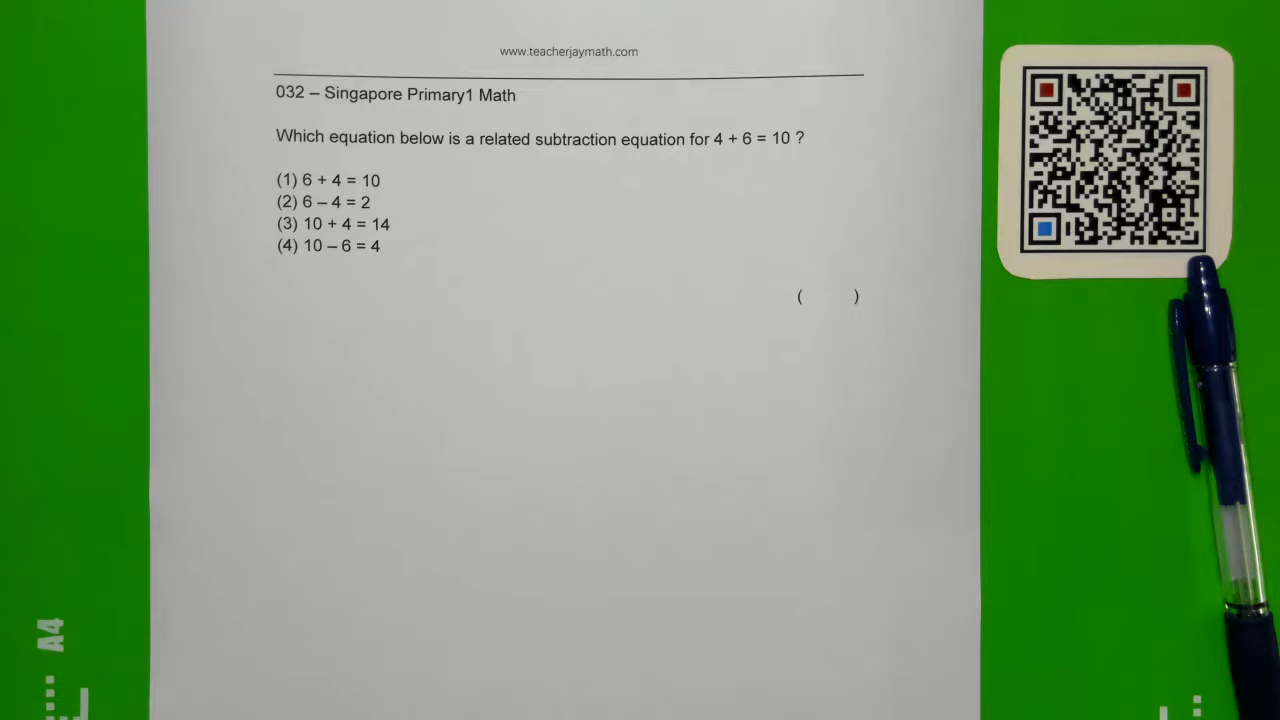 www.teacherjaymath.com
032 – Singapore Primary1 Math
Which equation below is a related subtraction equation for 4 + 6 = 10 ?
(1) 6 + 4 = 10
(2) 6 – 4 = 2
(3) 10 + 4 = 14
(4) 10 – 6 = 4
( )
A4